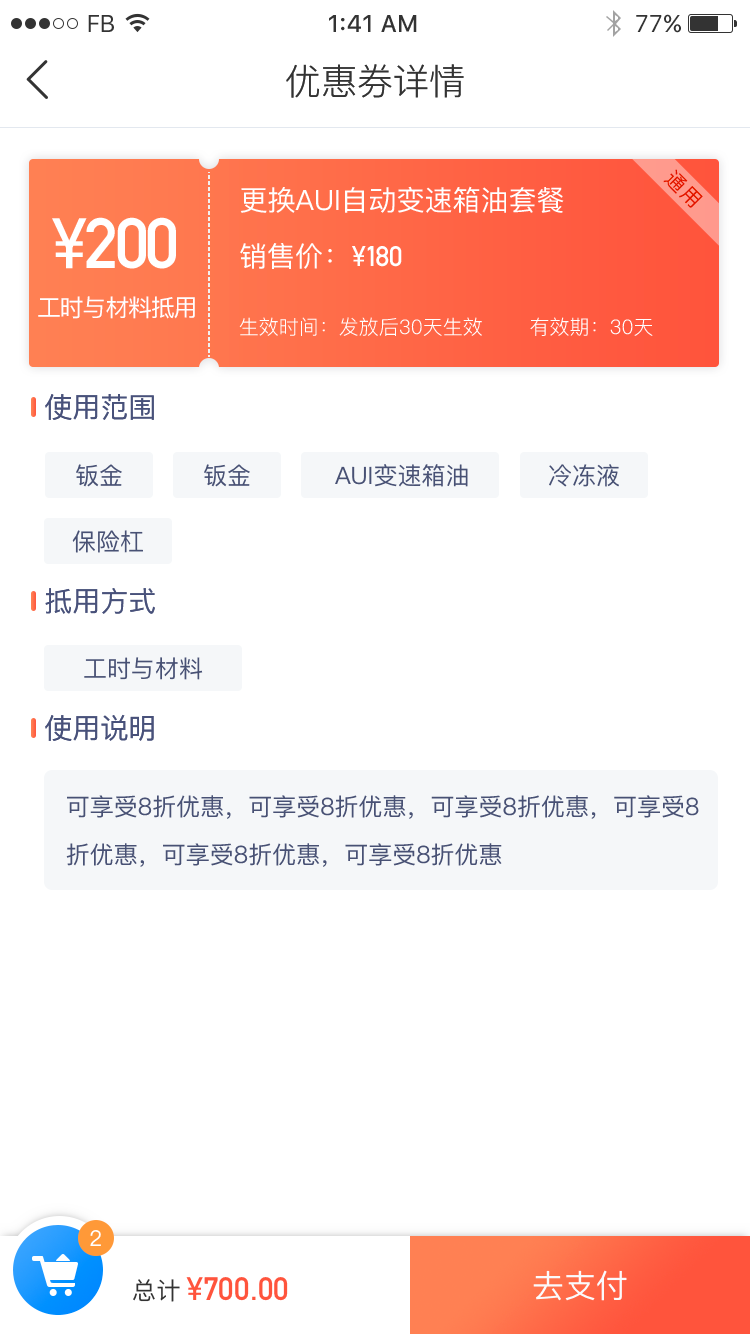 FB 1:41 AM 77%
优惠券详情
¥200
工时与材料抵用
更换AUI自动变速箱油套餐
通用
销售价：¥180
生效时间：发放后30天生效 有效期：30天
使用范围
钣金 钣金 AUI变速箱油 冷冻液
保险杠
抵用方式
工时与材料
使用说明
可享受8折优惠，可享受8折优惠，可享受8折优惠，可享受8
折优惠，可享受8折优惠，可享受8折优惠
2
总计 ¥700.00
去支付